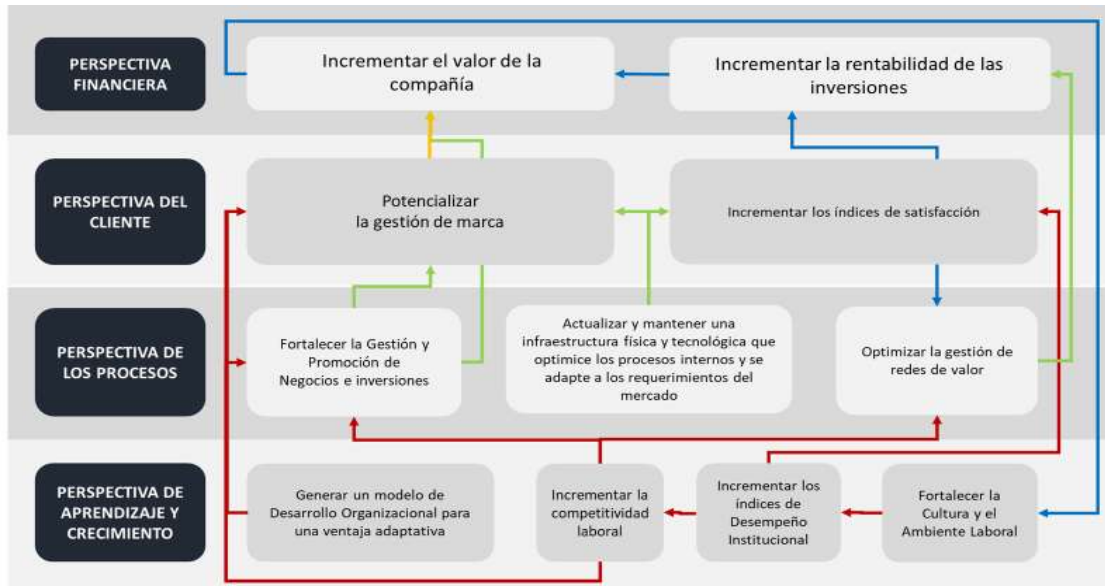 PERSPECTIVA
FINANCIERA
Incrementar el valor de la
compañía
Incrementar la rentabilidad de las
inversiones
PERSPECTIVA DEL
CLIENTE
Potencializar
la gestión de marca
Incrementar los índices de satisfacción
PERSPECTIVA DE
LOS PROCESOS
Fortalecer la Gestión y
Promoción de
Negocios e inversiones
Actualizar y mantener una
infraestructura física y tecnológica que
optimice los procesos internos y se
adapte a los requerimientos del
mercado
Optimizar la gestión de
redes de valor
PERSPECTIVA DE
APRENDIZAJE Y
CRECIMIENTO
Generar un modelo de
Desarrollo Organizacional para
una ventaja adaptativa
Incrementar la
competitividad
laboral
Incrementar los
índices de
Desempeño
Institucional
Fortalecer la
Cultura y el
Ambiente Laboral